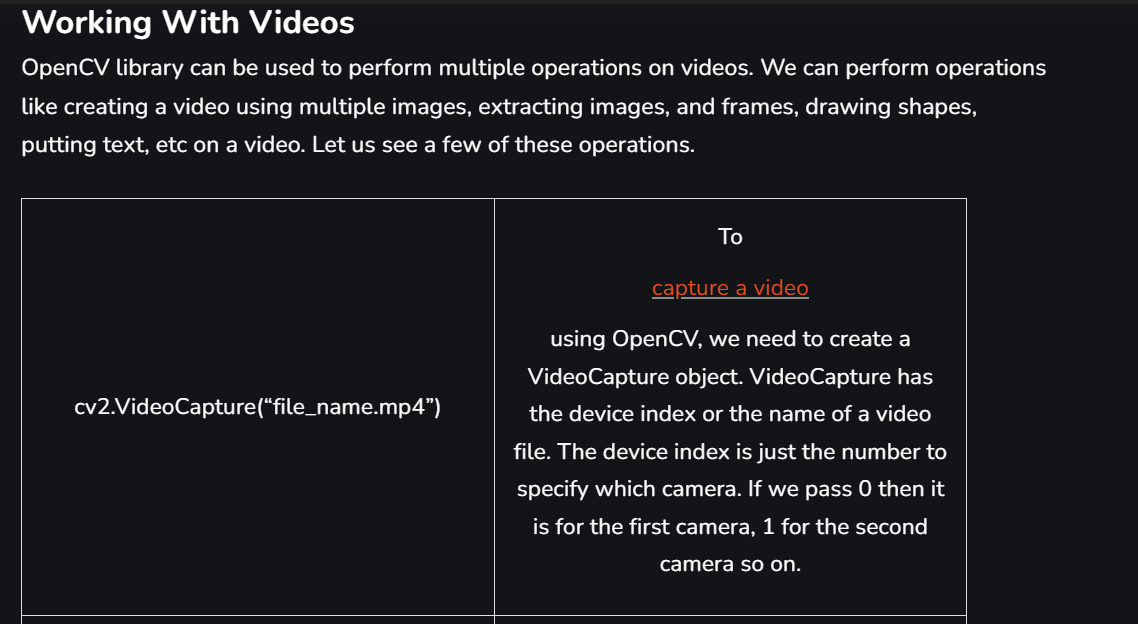 Working With Videos
OpenCV library can be used to perform multiple operations on videos. We can perform operations
like creating a video using multiple images, extracting images, and frames, drawing shapes,
putting text, etc on a video. Let us see a few of these operations.
cv2.VideoCapture(“file_name.mp4”)
To
capture a video
using OpenCV, we need to create a
VideoCapture object. VideoCapture has
the device index or the name of a video
file. The device index is just the number to
specify which camera. If we pass 0 then it
is for the first camera, 1 for the second
camera so on.